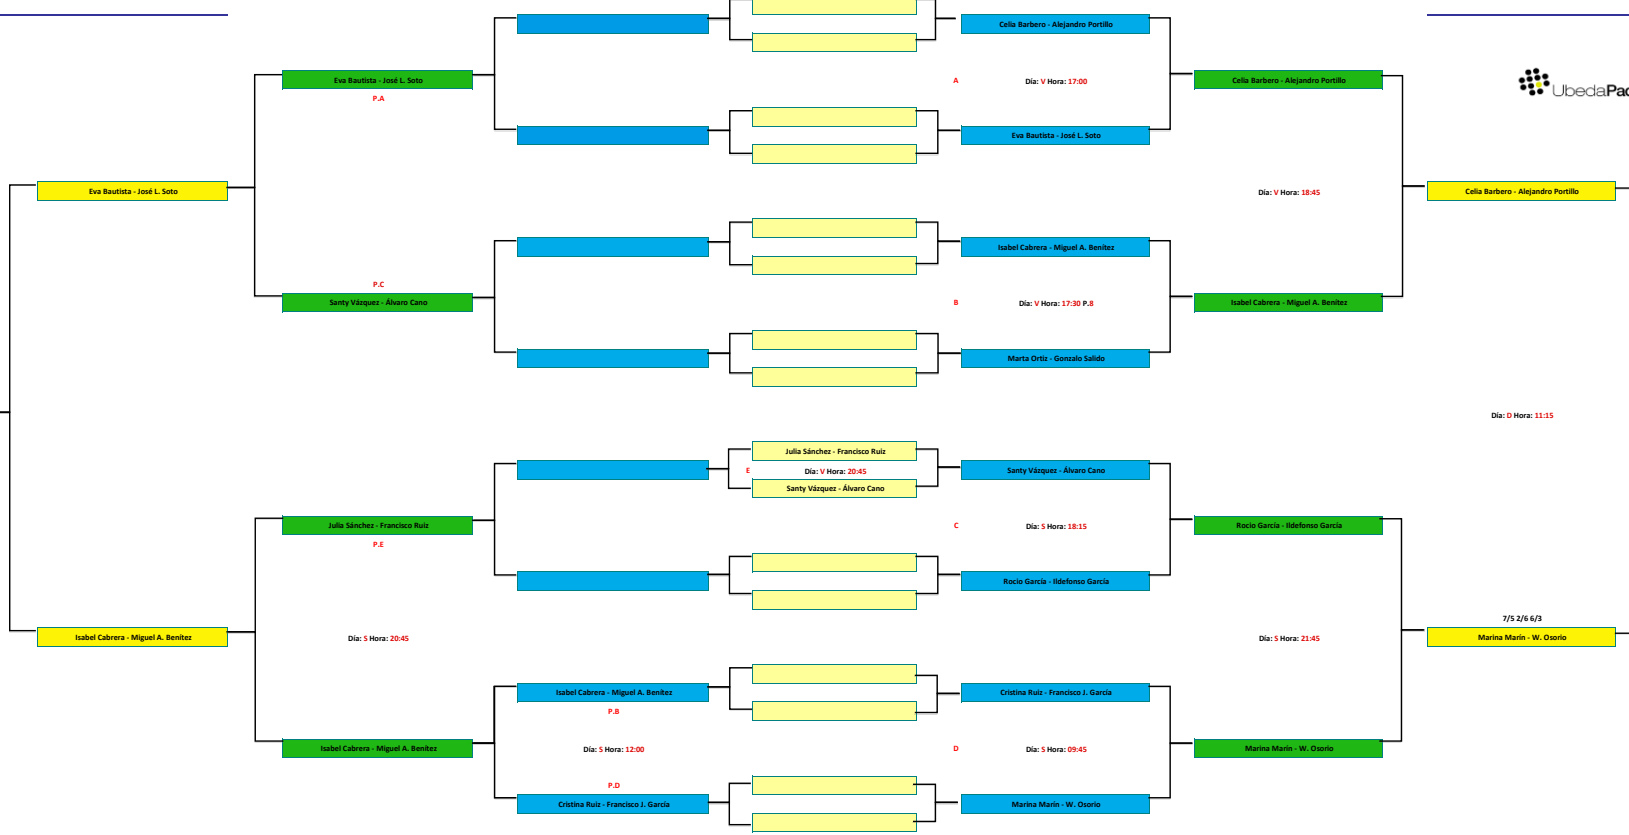 Celia Barbero - Alejandro Portillo
Eva Bautista - José L. Soto
A
Día: V Hora: 17:00
Celia Barbero - Alejandro Portillo
UbedaPad
P.A
Eva Bautista - José L. Soto
Eva Bautista - José L. Soto
Día: V Hora: 18:45
Celia Barbero - Alejandro Portillo
Isabel Cabrera - Miguel A. Benítez
P.C
Santy Vázquez - Álvaro Cano
B
Día: V Hora: 17:30 P.8
Isabel Cabrera - Miguel A. Benítez
Marta Ortiz - Gonzalo Salido
Día: D Hora: 11:15
Julia Sánchez - Francisco Ruiz
E
Día: V Hora: 20:45
Santy Vázquez - Álvaro Cano
Santy Vázquez - Álvaro Cano
Julia Sánchez - Francisco Ruiz
C
Día: S Hora: 18:15
Rocio García - Ildefonso García
P.E
Rocio García - Ildefonso García
7/5 2/6 6/3
Isabel Cabrera - Miguel A. Benítez
Día: S Hora: 20:45
Día: S Hora: 21:45
Marina Marín - W. Osorio
Isabel Cabrera - Miguel A. Benítez
Cristina Ruiz - Francisco J. García
P.B
Isabel Cabrera - Miguel A. Benítez
Día: S Hora: 12:00
D
Día: S Hora: 09:45
Marina Marín - W. Osorio
P.D
Cristina Ruiz - Francisco J. García
Marina Marín - W. Osorio